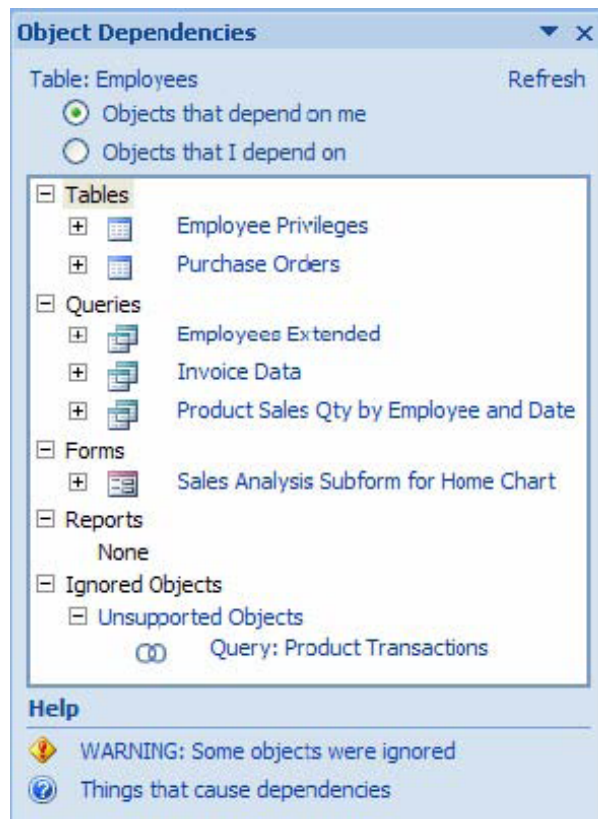 Object Dependencies
Table: Employees Refresh
Objects that depend on me
Objects that I depend on
Tables
Employee Privileges
Purchase Orders
Queries
Employees Extended
Invoice Data
Product Sales Qty by Employee and Date
Forms
Sales Analysis Subform for Home Chart
Reports
None
Ignored Objects
Unsupported Objects
Query: Product Transactions
Help
WARNING: Some objects were ignored
Things that cause dependencies